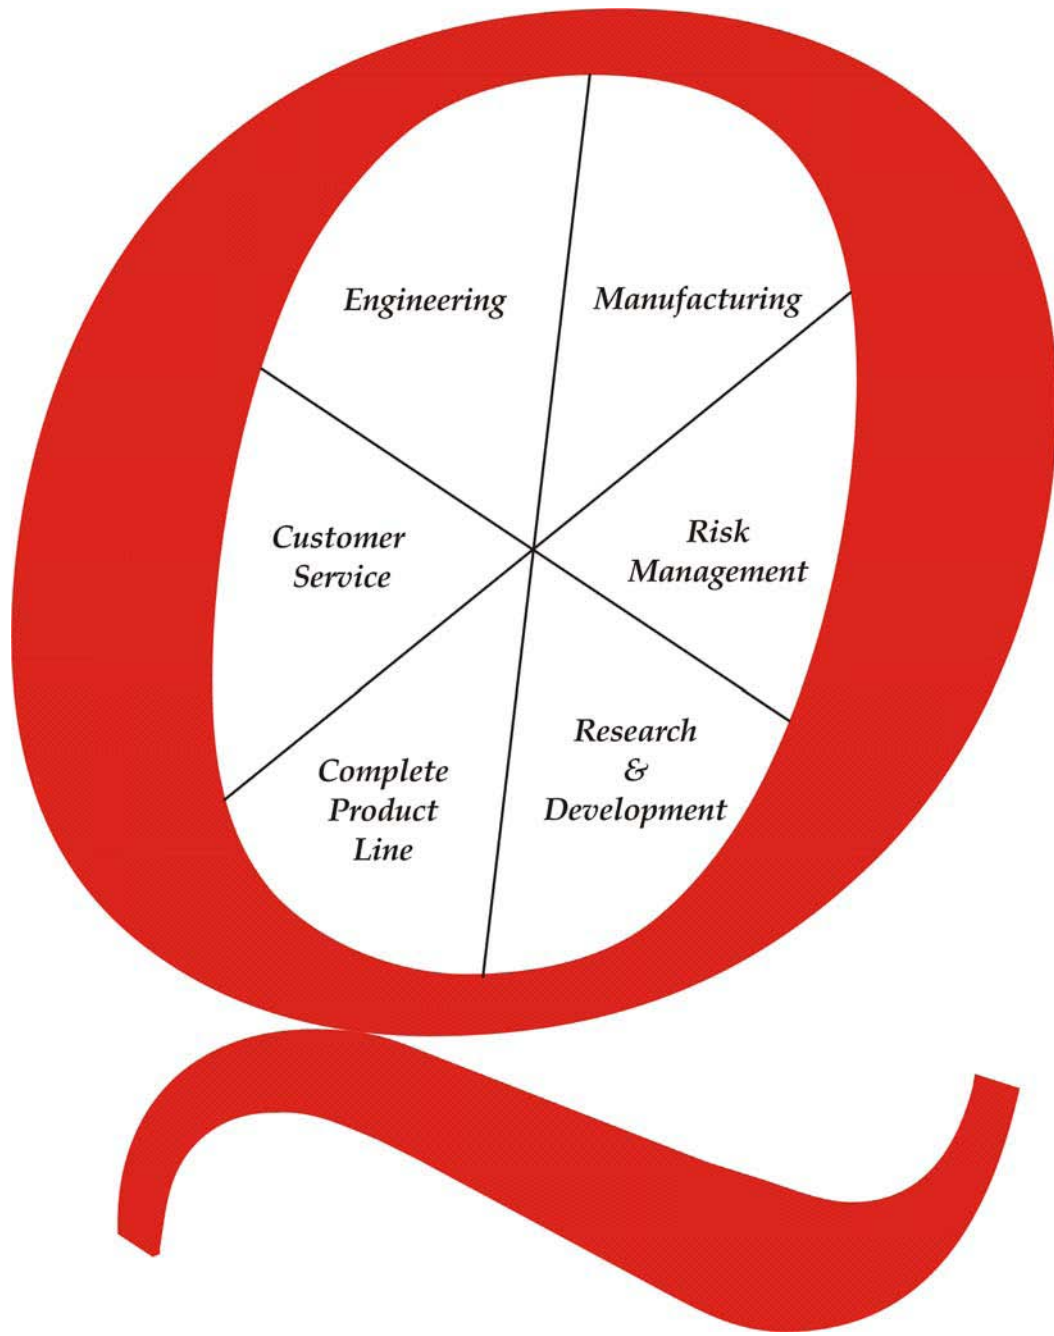 Q
Engineering
Manufacturing
Customer
Service
Risk
Management
Complete
Product
Line
Research
&
Development